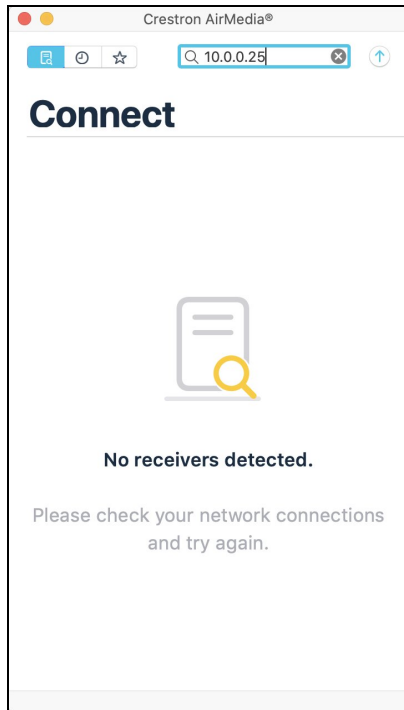 Crestron AirMedia®
10.0.0.25
Connect
No receivers detected.
Please check your network connections
and try again.